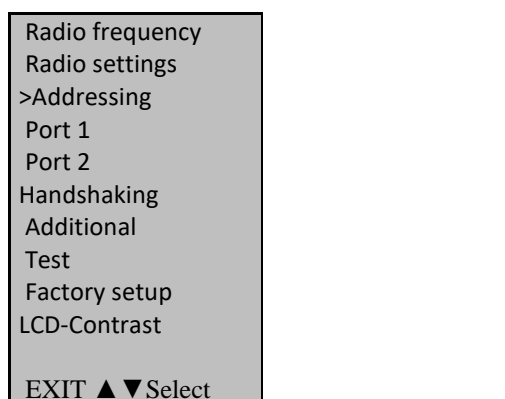 Radio frequency
Radio settings
>Addressing
Port 1
Port 2
Handshaking
Additional
Test
Factory setup
LCD-Contrast
EXIT ▲▼Select